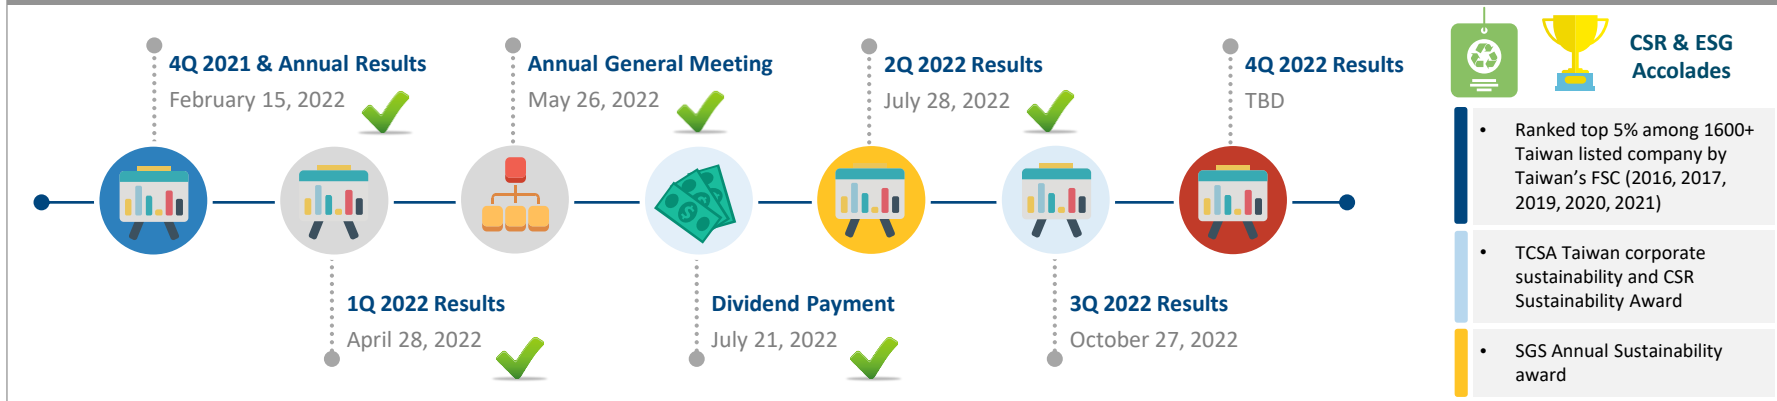 4Q 2021 & Annual Results
February 15, 2022
1Q 2022 Results
April 28, 2022
Annual General Meeting
May 26, 2022
Dividend Payment
July 21, 2022
2Q 2022 Results
July 28, 2022
3Q 2022 Results
October 27, 2022
4Q 2022 Results
TBD
CSR & ESG
Accolades
• Ranked top 5% among 1600+
Taiwan listed company by
Taiwan’s FSC (2016, 2017,
2019, 2020, 2021)
• TCSA Taiwan corporate
sustainability and CSR
Sustainability Award
• SGS Annual Sustainability
award